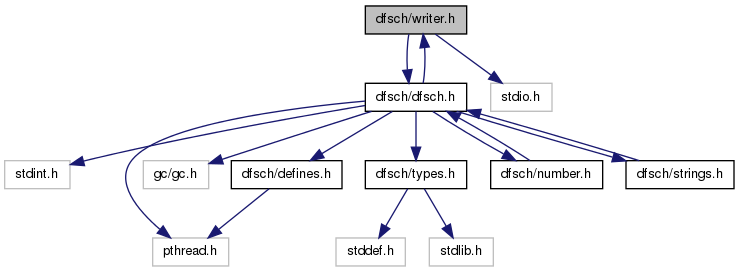 dfsch/writer.h
dfsch/dfsch.h
stdio.h
stdint.h
gc/gc.h
dfsch/defines.h
dfsch/types.h
dfsch/number.h
dfsch/strings.h
pthread.h
stddef.h
stdlib.h